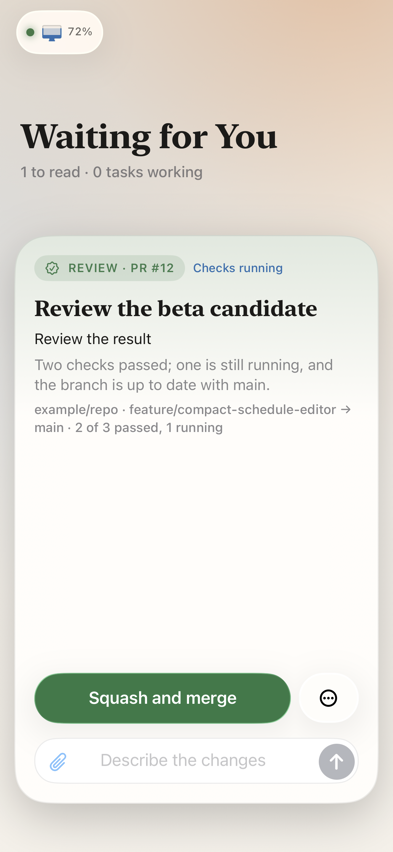 72%
Waiting for You
1 to read · 0 tasks working
REVIEW · PR #12 Checks running
Review the beta candidate
Review the result
Two checks passed; one is still running, and
the branch is up to date with main.
example/repo · feature/compact-schedule-editor →
main · 2 of 3 passed, 1 running
Squash and merge
Describe the changes